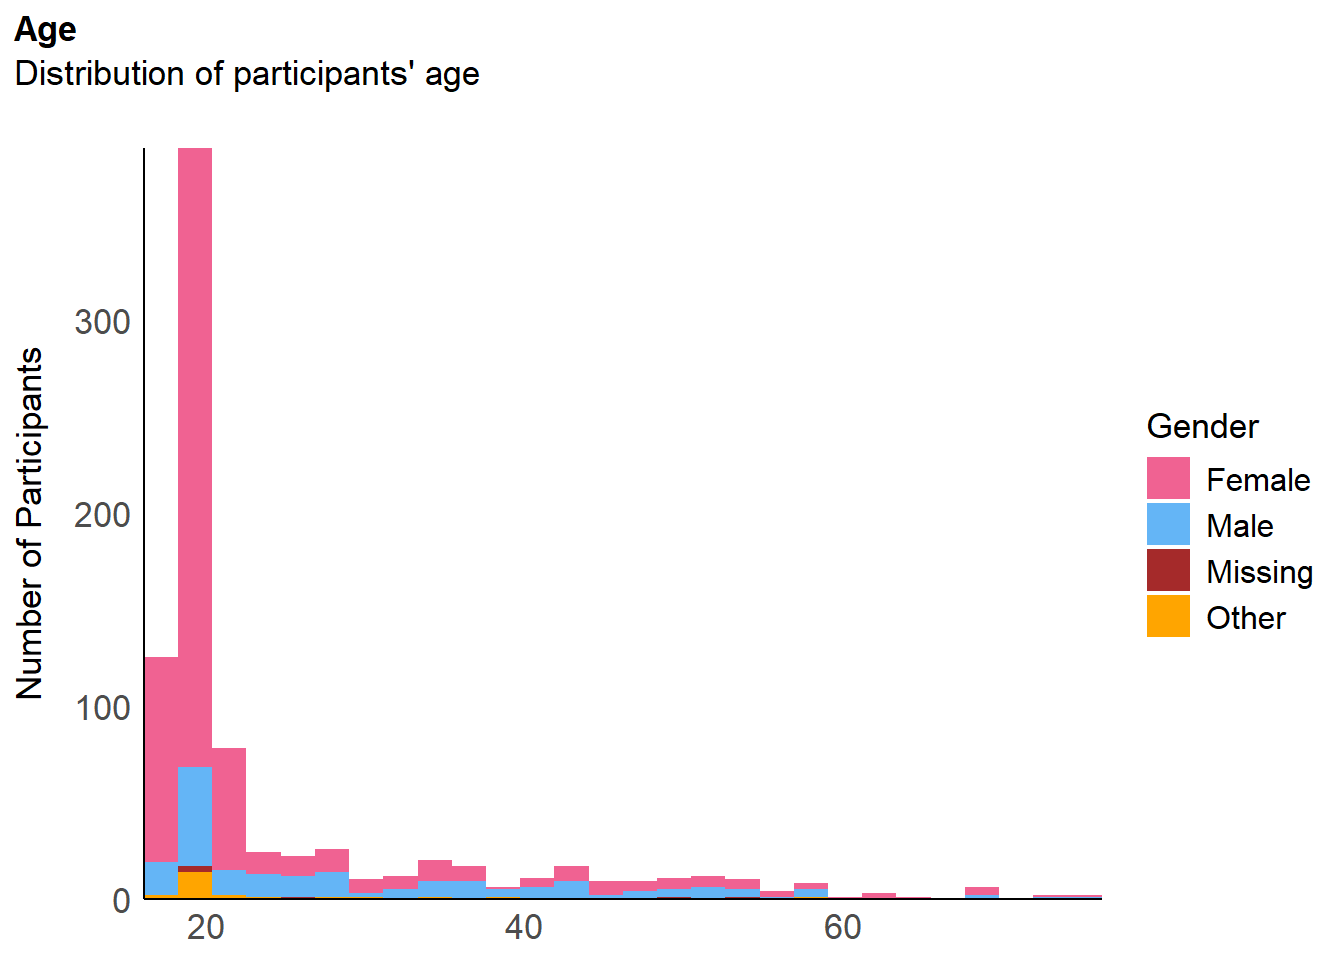 Age
Distribution of participants' age
Number of Participants
300
200
100
0
20
40
60
Gender
Female
Male
Missing
Other